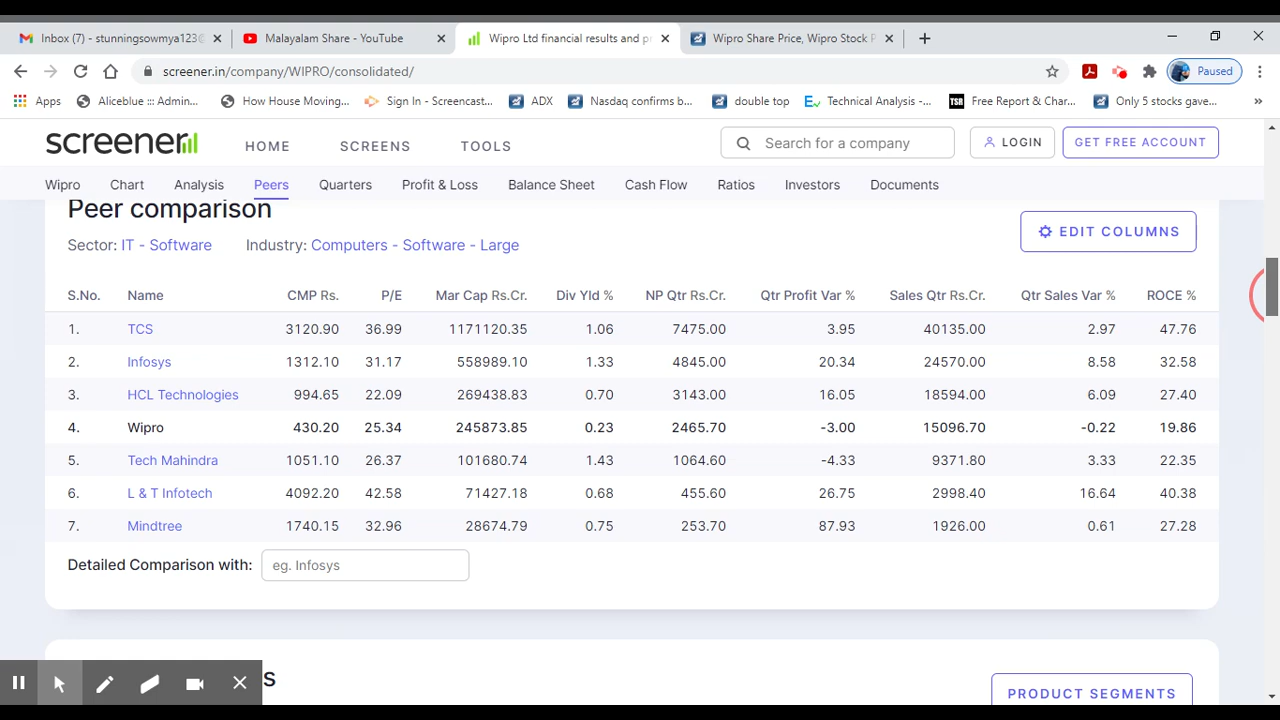 Inbox (7) - stunningsowmya123@ Malayalam Share - YouTube Wipro Ltd financial results and pr Wipro Share Price, Wipro Stock P
screener.in/company/WIPRO/consolidated/ Paused
Apps Aliceblue ::: Admin... How House Moving... Sign In - Screencast... ADX Nasdaq confirms b... double top Technical Analysis -... TSR Free Report & Char... Only 5 stocks gave... »
screener HOME SCREENS TOOLS Search for a company LOGIN GET FREE ACCOUNT
Wipro Chart Analysis Peers Quarters Profit & Loss Balance Sheet Cash Flow Ratios Investors Documents
Peer comparison
Sector: IT - Software Industry: Computers - Software - Large EDIT COLUMNS
S.No. Name CMP Rs. P/E Mar Cap Rs.Cr. Div Yld % NP Qtr Rs.Cr. Qtr Profit Var % Sales Qtr Rs.Cr. Qtr Sales Var % ROCE %
1. TCS 3120.90 36.99 1171120.35 1.06 7475.00 3.95 40135.00 2.97 47.76
2. Infosys 1312.10 31.17 558989.10 1.33 4845.00 20.34 24570.00 8.58 32.58
3. HCL Technologies 994.65 22.09 269438.83 0.70 3143.00 16.05 18594.00 6.09 27.40
4. Wipro 430.20 25.34 245873.85 0.23 2465.70 -3.00 15096.70 -0.22 19.86
5. Tech Mahindra 1051.10 26.37 101680.74 1.43 1064.60 -4.33 9371.80 3.33 22.35
6. L & T Infotech 4092.20 42.58 71427.18 0.68 455.60 26.75 2998.40 16.64 40.38
7. Mindtree 1740.15 32.96 28674.79 0.75 253.70 87.93 1926.00 0.61 27.28
Detailed Comparison with: eg. Infosys
s PRODUCT SEGMENTS